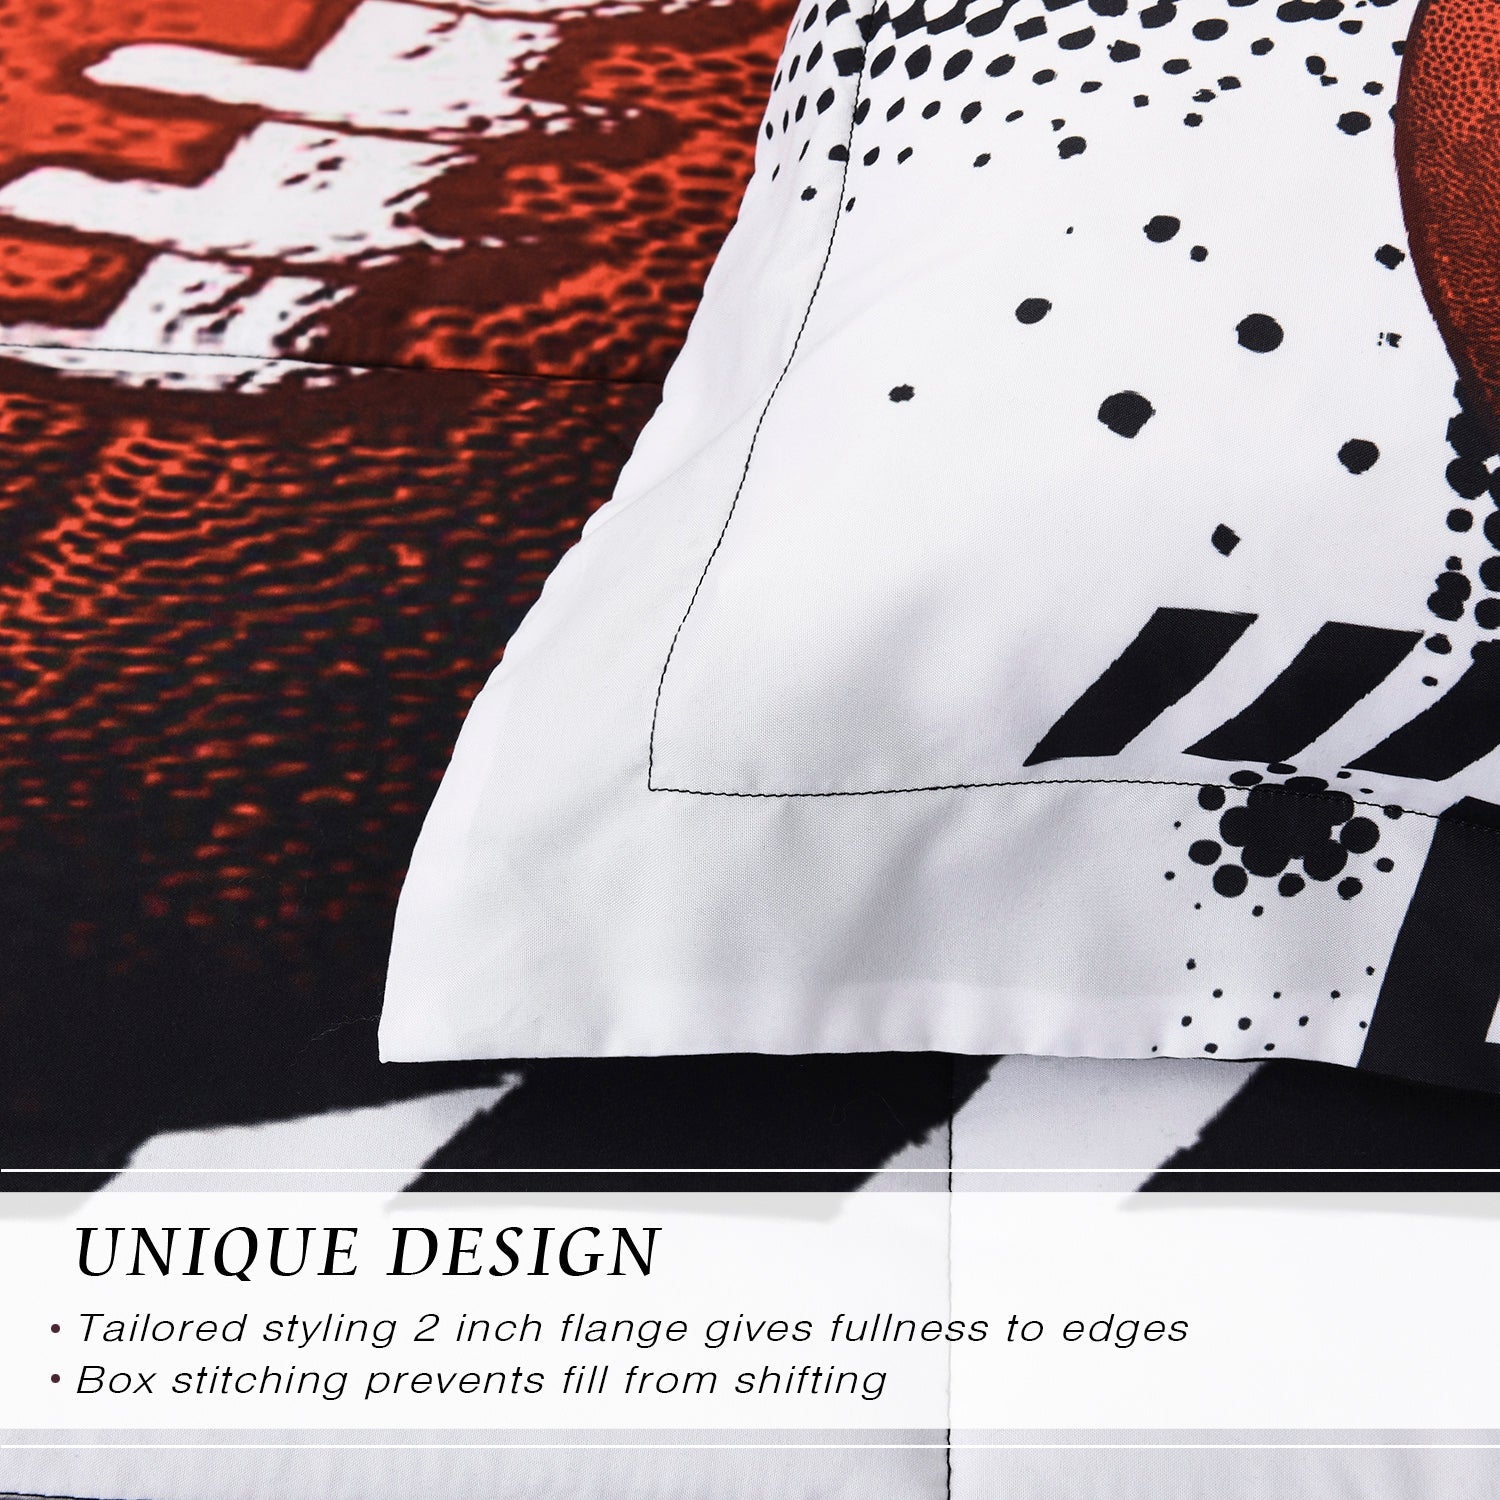 UNIQUE DESIGN
• Tailored styling 2 inch flange gives fullness to edges
• Box stitching prevents fill from shifting